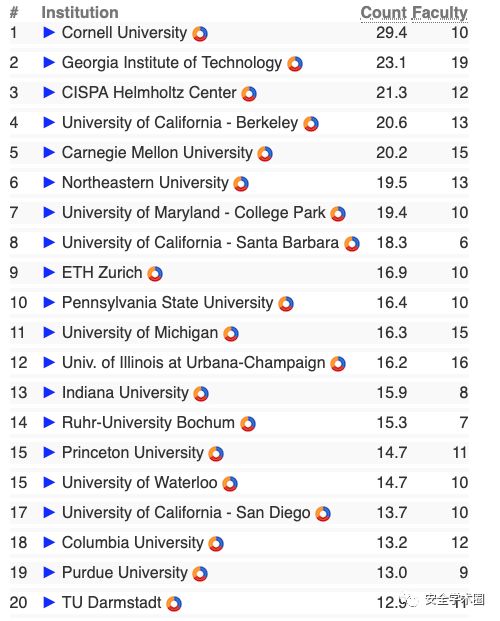 # Institution Count Faculty
1 Cornell University 29.4 10
2 Georgia Institute of Technology 23.1 19
3 CISPA Helmholtz Center 21.3 12
4 University of California - Berkeley 20.6 13
5 Carnegie Mellon University 20.2 15
6 Northeastern University 19.5 13
7 University of Maryland - College Park 19.4 10
8 University of California - Santa Barbara 18.3 6
9 ETH Zurich 16.9 10
10 Pennsylvania State University 16.4 10
11 University of Michigan 16.3 15
12 Univ. of Illinois at Urbana-Champaign 16.2 16
13 Indiana University 15.9 8
14 Ruhr-University Bochum 15.3 7
15 Princeton University 14.7 11
15 University of Waterloo 14.7 10
17 University of California - San Diego 13.7 10
18 Columbia University 13.2 12
19 Purdue University 13.0 9
20 TU Darmstadt 12.9 11
安全学术圈